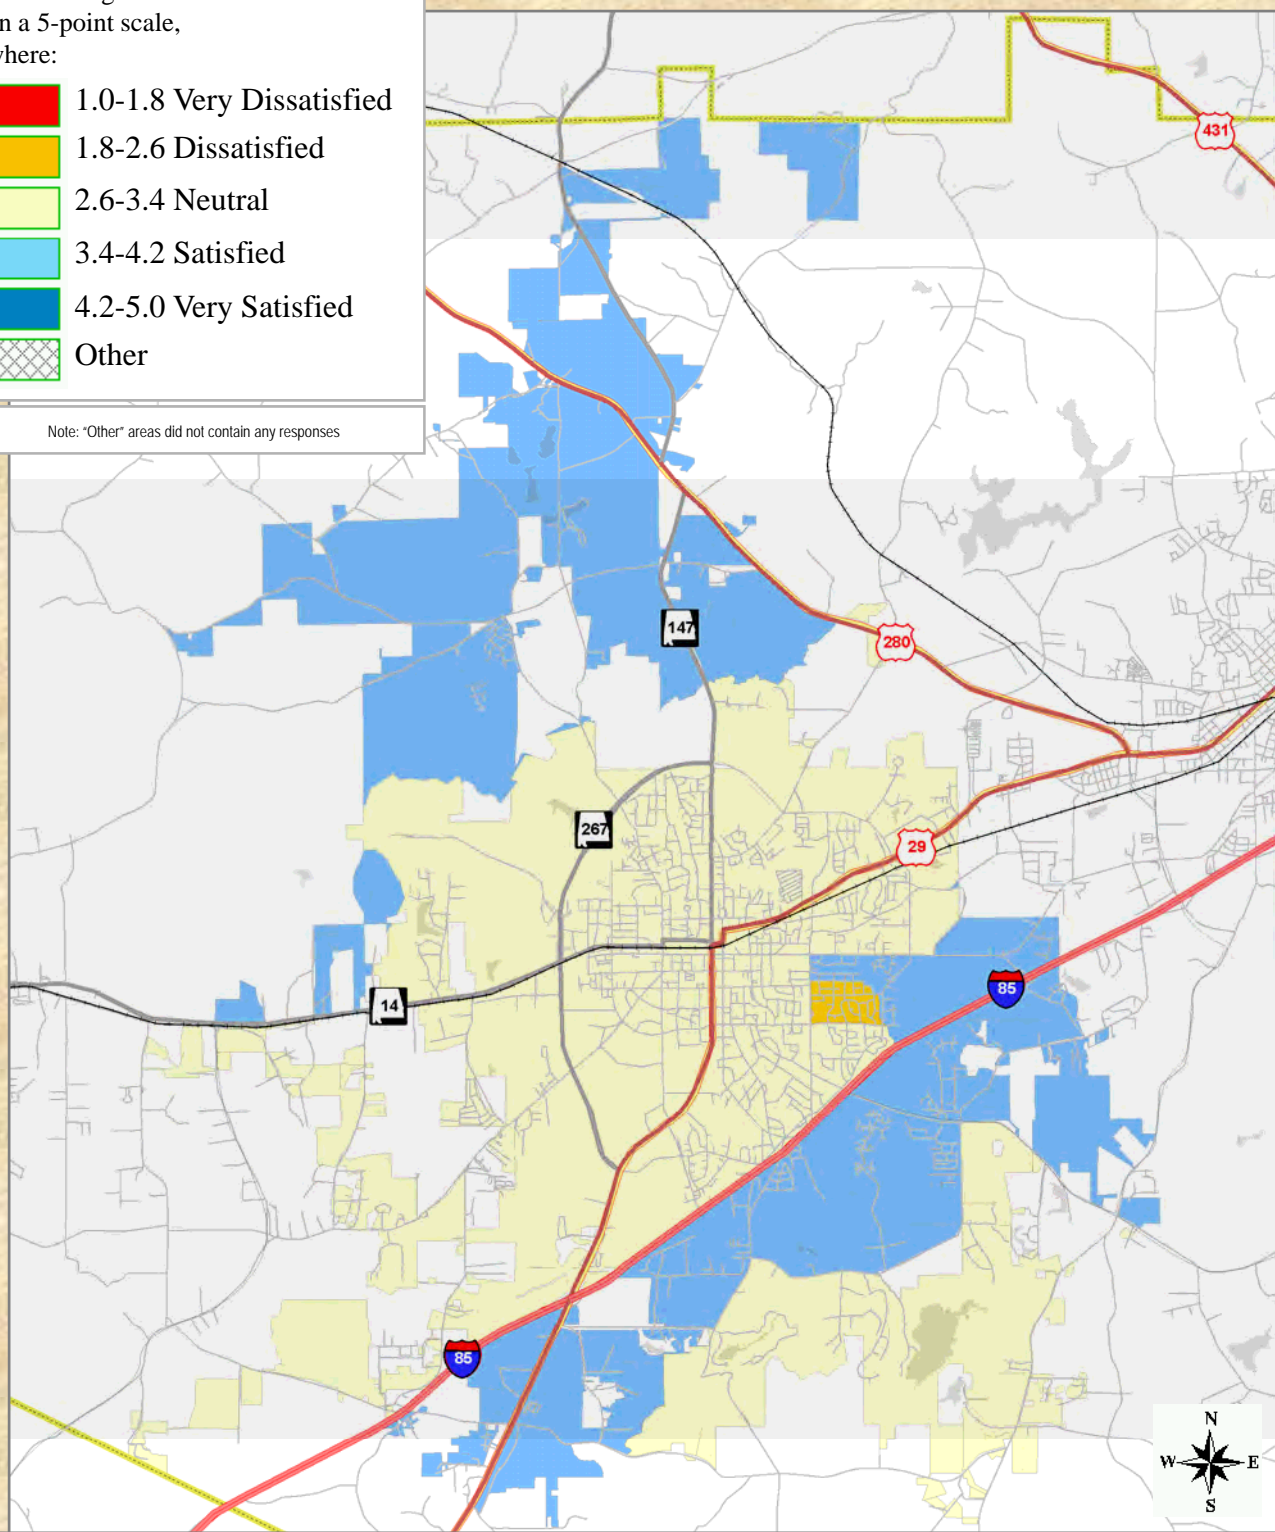 n a 5-point scale,
where:
1.0-1.8 Very Dissatisfied
1.8-2.6 Dissatisfied
2.6-3.4 Neutral
3.4-4.2 Satisfied
4.2-5.0 Very Satisfied
Other
Note: "Other" areas did not contain any responses
431
147
280
267
29
85
14
85
N
W E
S